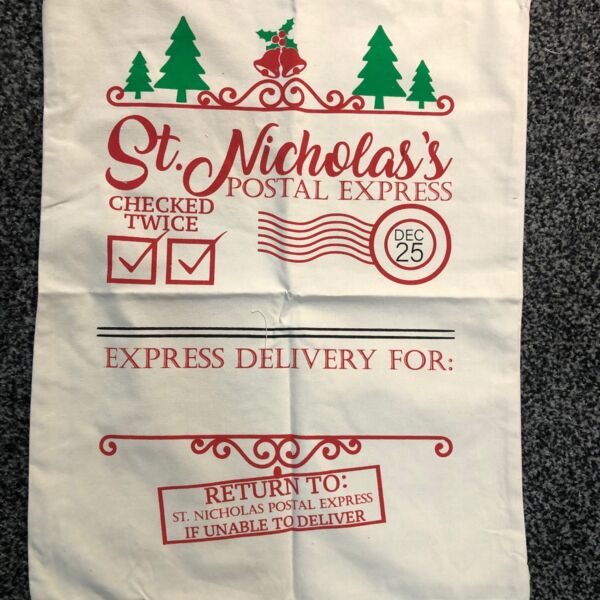 St. Nicholas's
POSTAL EXPRESS
CHECKED
TWICE
DEC
25
EXPRESS DELIVERY FOR:
RETURN TO:
ST. NICHOLAS POSTAL EXPRESS
IF UNABLE TO DELIVER